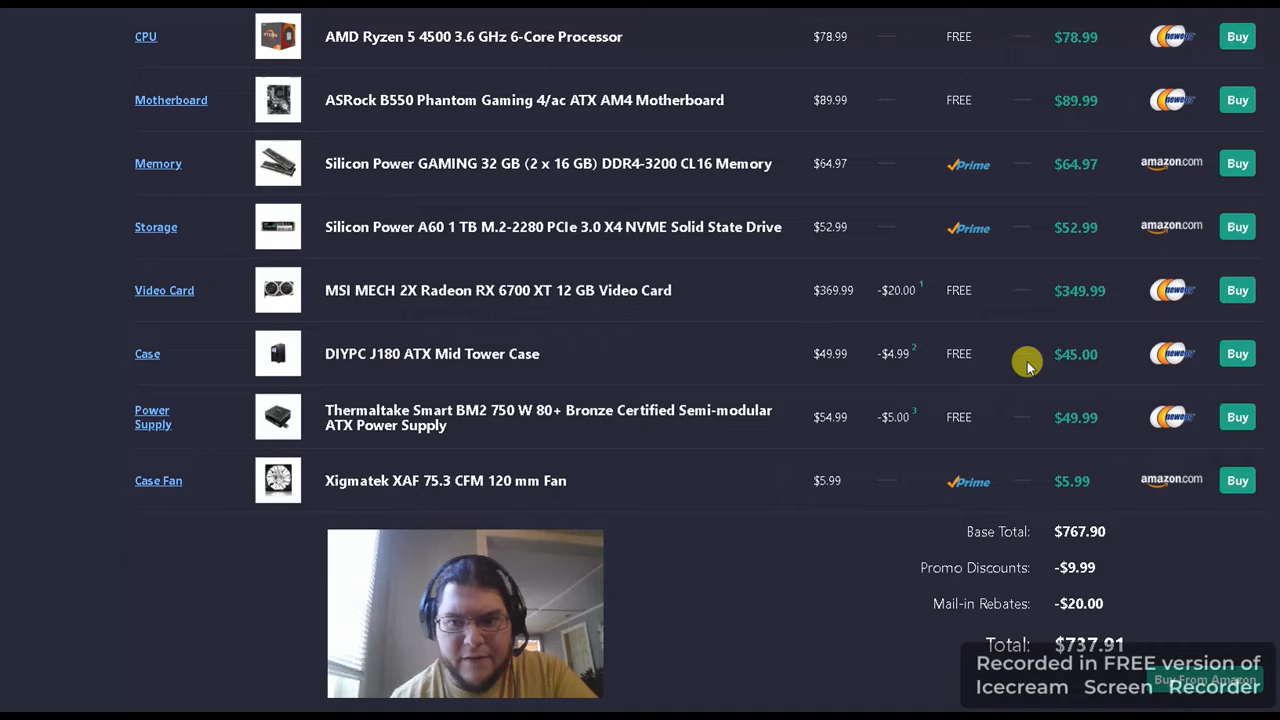 CPU AMD Ryzen 5 4500 3.6 GHz 6-Core Processor $78.99 — FREE — $78.99 newegg Buy
Motherboard ASRock B550 Phantom Gaming 4/ac ATX AM4 Motherboard $89.99 — FREE — $89.99 newegg Buy
Memory Silicon Power GAMING 32 GB (2 x 16 GB) DDR4-3200 CL16 Memory $64.97 — Prime — $64.97 amazon.com Buy
Storage Silicon Power A60 1 TB M.2-2280 PCIe 3.0 X4 NVME Solid State Drive $52.99 — Prime — $52.99 amazon.com Buy
Video Card MSI MECH 2X Radeon RX 6700 XT 12 GB Video Card $369.99 -$20.00 1 FREE — $349.99 newegg Buy
Case DIYPC J180 ATX Mid Tower Case $49.99 -$4.99 2 FREE $45.00 newegg Buy
Power Supply Thermaltake Smart BM2 750 W 80+ Bronze Certified Semi-modular
ATX Power Supply $54.99 -$5.00 3 FREE — $49.99 newegg Buy
Case Fan Xigmatek XAF 75.3 CFM 120 mm Fan $5.99 — Prime — $5.99 amazon.com Buy
Base Total: $767.90
Promo Discounts: -$9.99
Mail-in Rebates: -$20.00
Total: $737.91
Recorded in FREE version of
Icecream Screen Recorder
Buy From Amazon